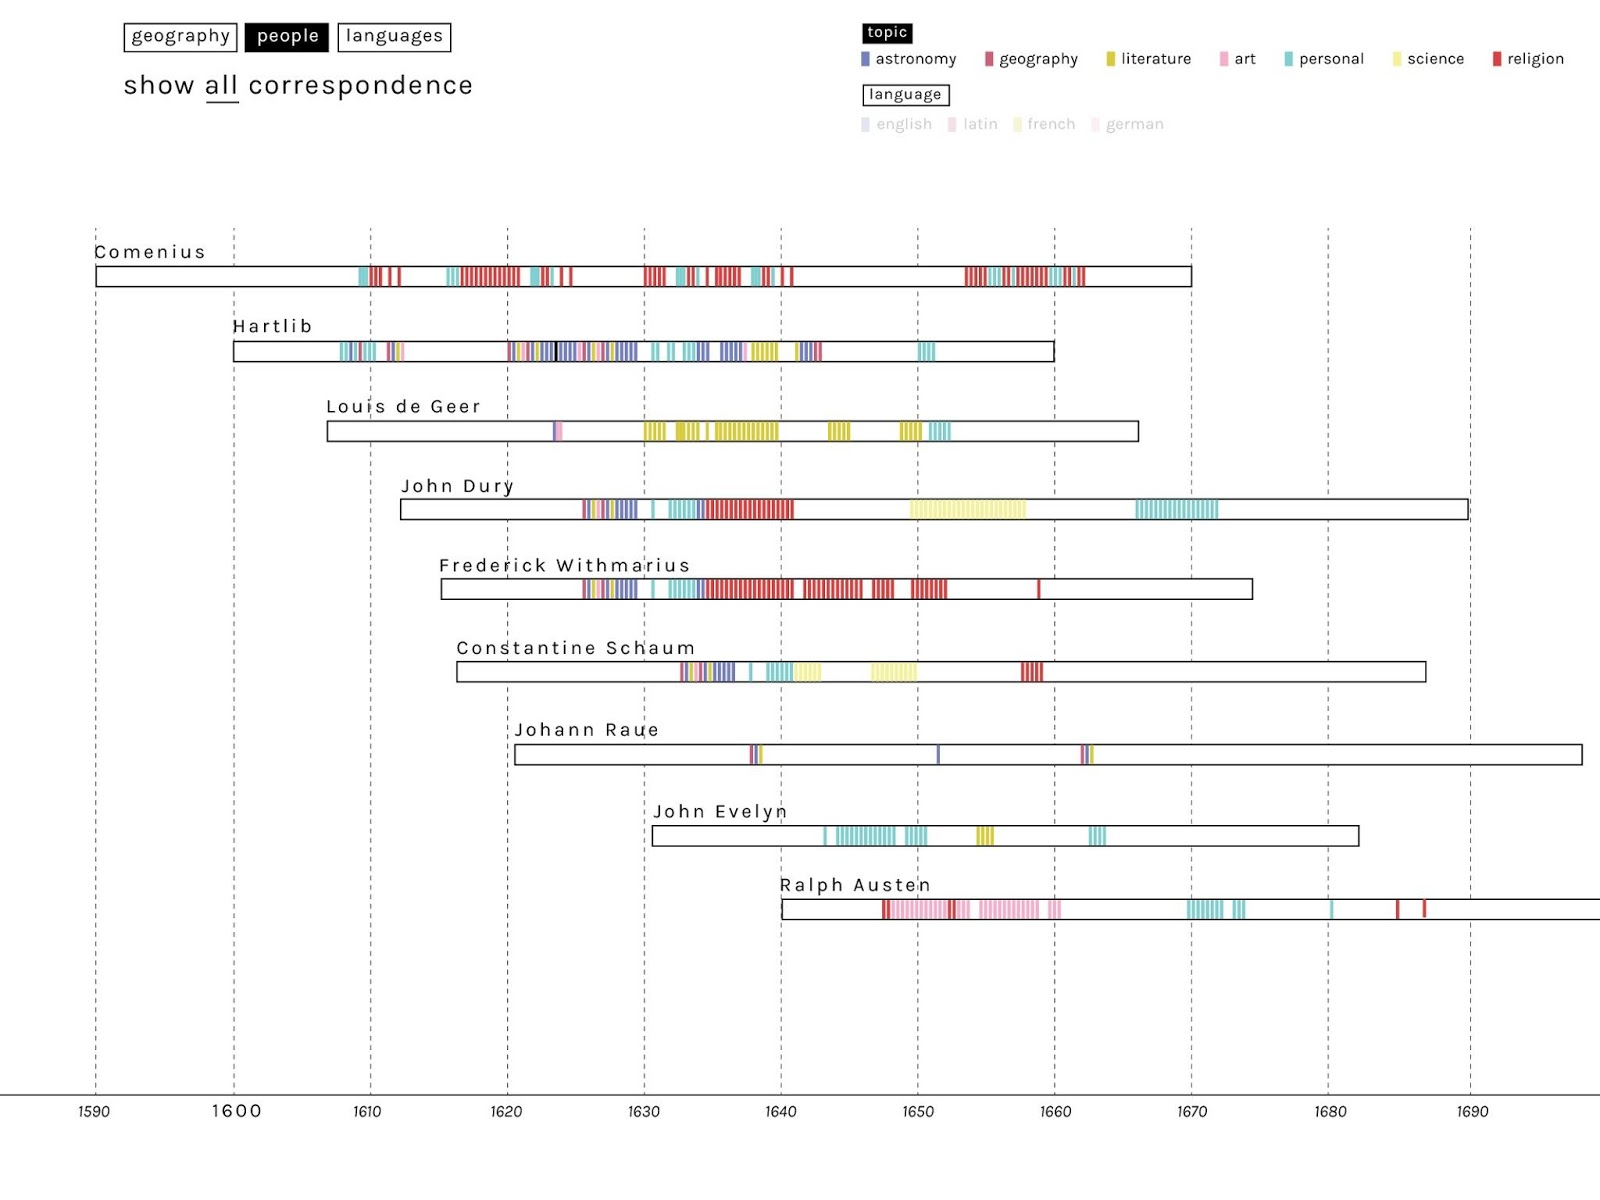 geography people languages
show all correspondence
topic
astronomy geography literature art personal science religion
language
english latin french german
Comenius
Hartlib
Louis de Geer
John Dury
Frederick Withmarius
Constantine Schaum
Johann Raue
John Evelyn
Ralph Austen
1590 1600 1610 1620 1630 1640 1650 1660 1670 1680 1690